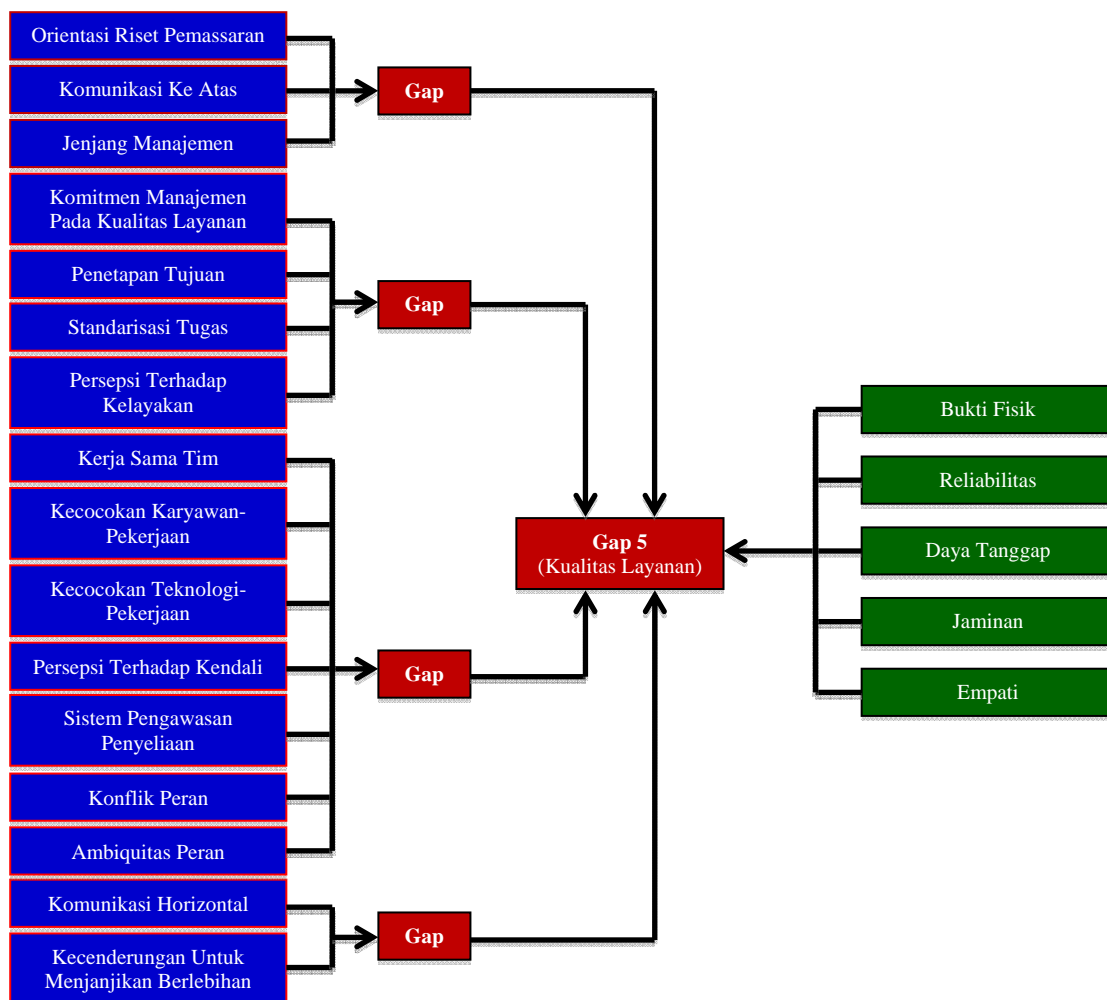 Orientasi Riset Pemassaran
Komunikasi Ke Atas
Jenjang Manajemen
Gap
Komitmen Manajemen
Pada Kualitas Layanan
Penetapan Tujuan
Standarisasi Tugas
Persepsi Terhadap
Kelayakan
Gap
Kerja Sama Tim
Kecocokan Karyawan-
Pekerjaan
Kecocokan Teknologi-
Pekerjaan
Persepsi Terhadap Kendali
Sistem Pengawasan
Penyeliaan
Konflik Peran
Ambiquitas Peran
Gap
Komunikasi Horizontal
Kecenderungan Untuk
Menjanjikan Berlebihan
Gap
Gap 5
(Kualitas Layanan)
Bukti Fisik
Reliabilitas
Daya Tanggap
Jaminan
Empati